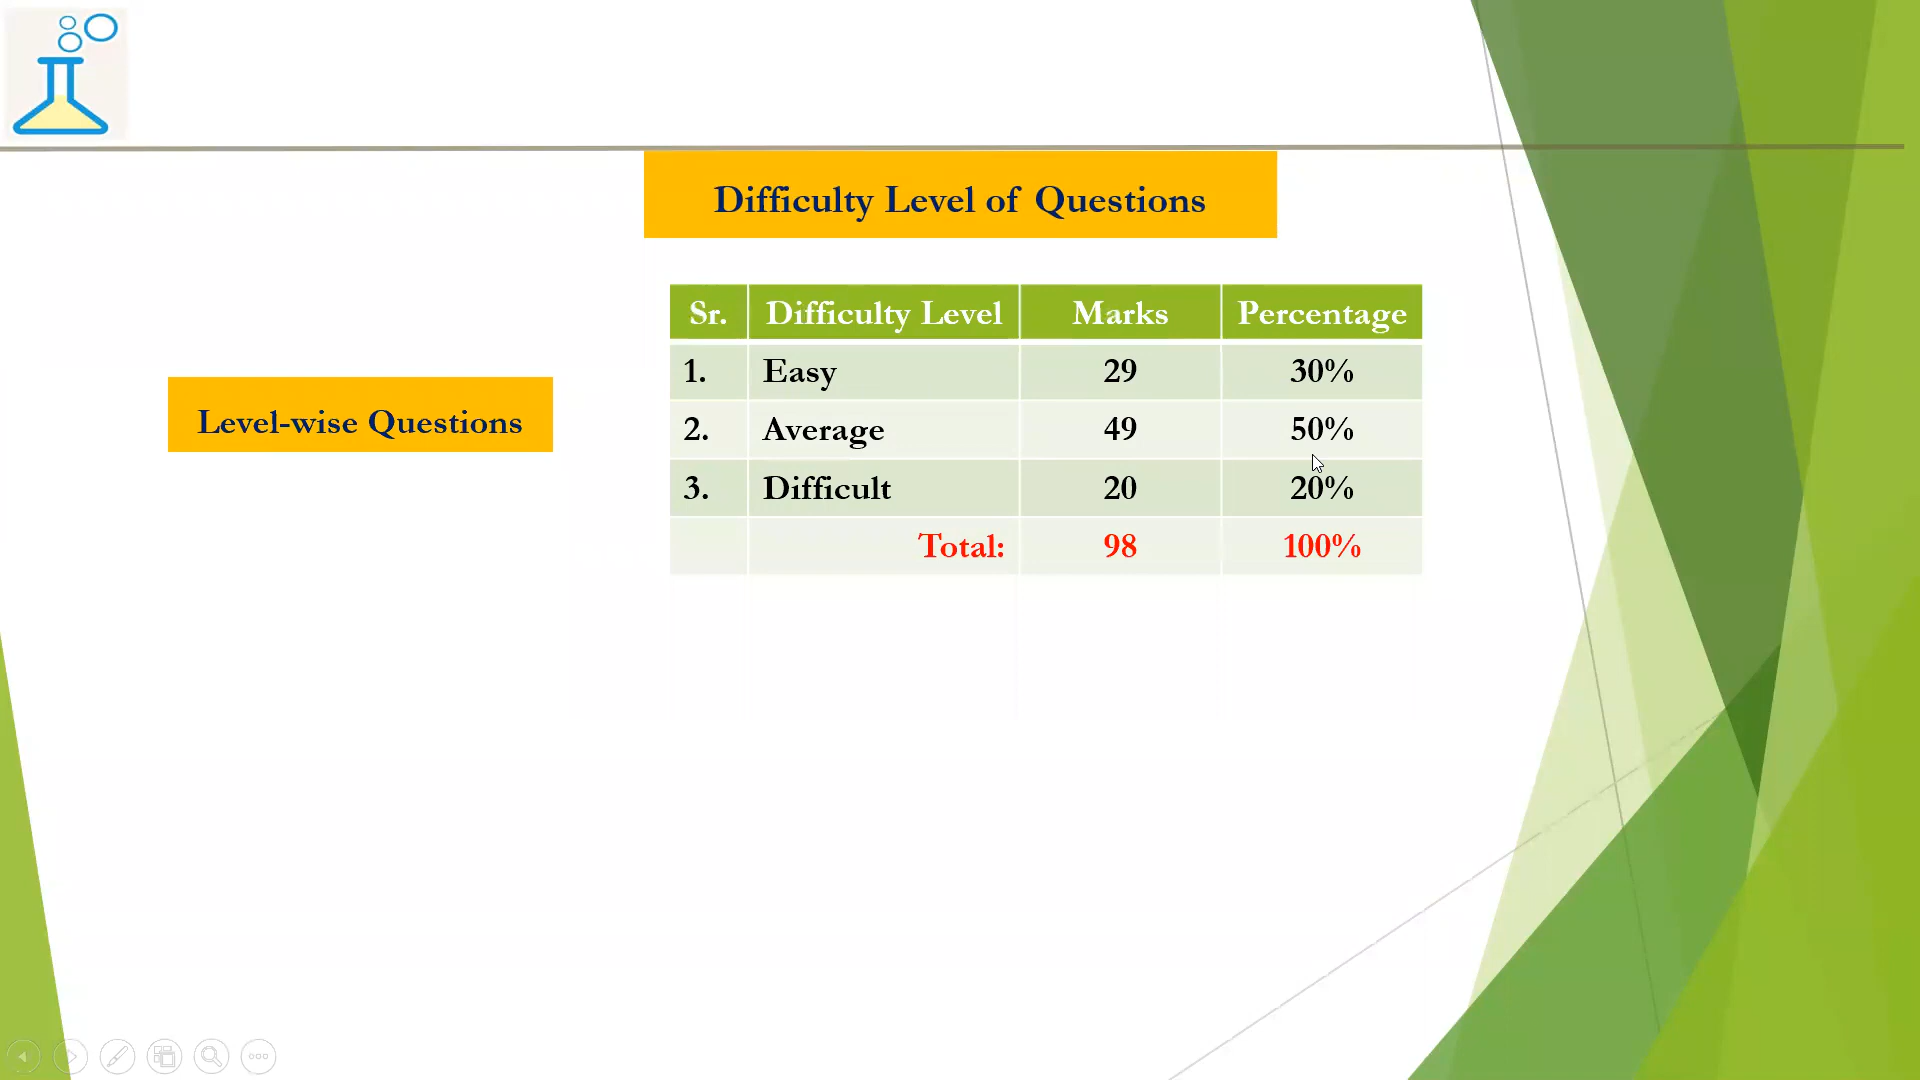 Difficulty Level of Questions
Level-wise Questions
Sr. Difficulty Level Marks Percentage
1. Easy 29 30%
2. Average 49 50%
3. Difficult 20 20%
Total: 98 100%